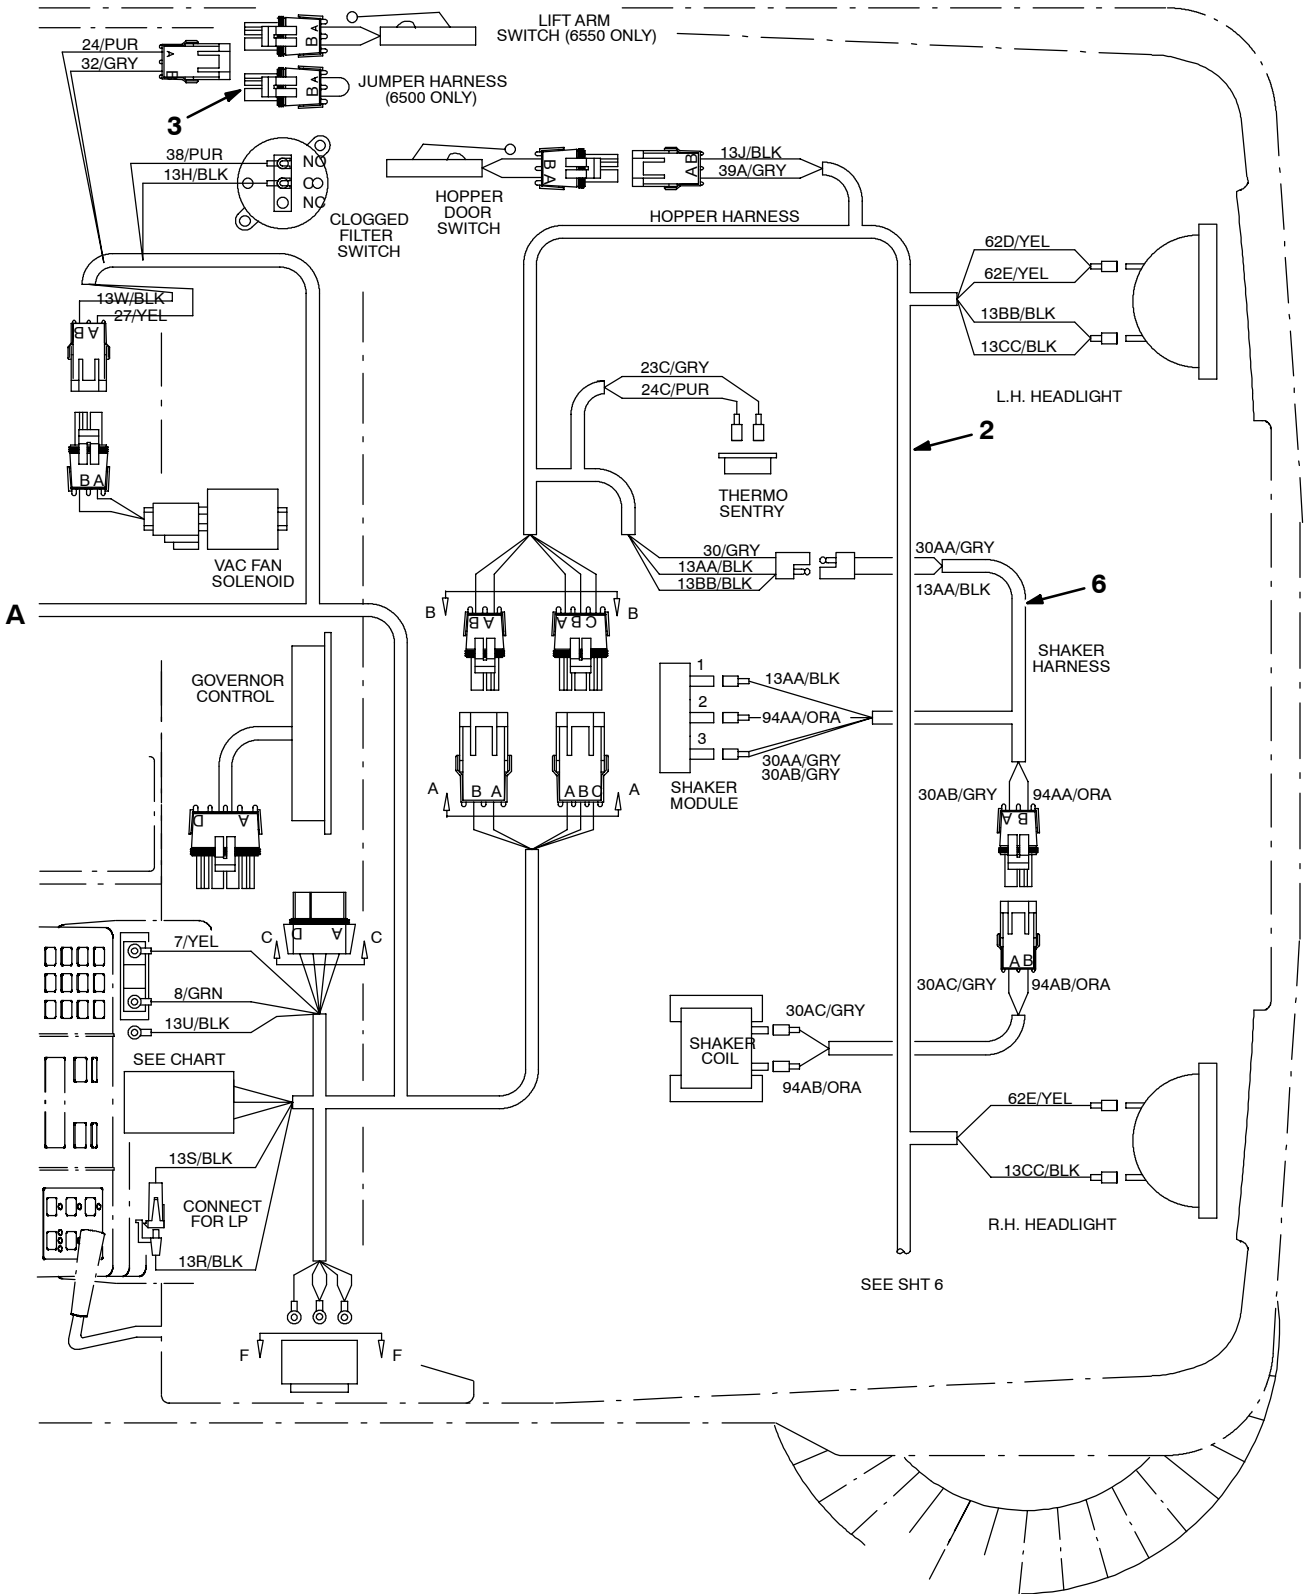 LIFT ARM
SWITCH (6550 ONLY)
24/PUR
32/GRY
A
B
B A
B A
JUMPER HARNESS
(6500 ONLY)
3
38/PUR
13H/BLK
NO
CO
NC
CLOGGED
FILTER
SWITCH
HOPPER
DOOR
SWITCH
B
A
B
A
13J/BLK
39A/GRY
HOPPER HARNESS
62D/YEL
62E/YEL
13BB/BLK
13CC/BLK
L.H. HEADLIGHT
13W/BLK
27/YEL
B A
B A
VAC FAN
SOLENOID
23C/GRY
24C/PUR
THERMO
SENTRY
2
30/GRY
13AA/BLK
13BB/BLK
30AA/GRY
13AA/BLK
6
A
B
B
B A
A B C
SHAKER
HARNESS
GOVERNOR
CONTROL
1
2
3
13AA/BLK
94AA/ORA
30AA/GRY
30AB/GRY
SHAKER
MODULE
A
A
B A
A B C
D A
30AB/GRY
94AA/ORA
A B
A B
30AC/GRY
94AB/ORA
C
C
D A
7/YEL
8/GRN
13U/BLK
SEE CHART
SHAKER
COIL
30AC/GRY
94AB/ORA
62E/YEL
13CC/BLK
R.H. HEADLIGHT
13S/BLK
CONNECT
FOR LP
13R/BLK
SEE SHT 6
F
F